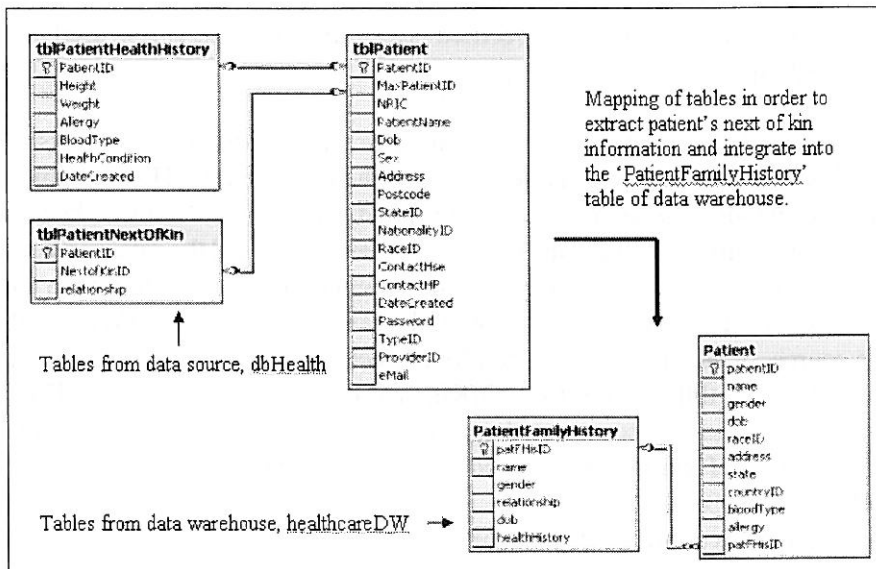 tblPatientHealthHistory
PatientID
Height
Weight
Allergy
BloodType
HealthCondition
DateCreated
tblPatientNextOfKin
PatientID
NextofKinID
relationship
Tables from data source, dbHealth
tblPatient
PatientID
MaxPatientID
NRIC
PatientName
Dob
Sex
Address
Postcode
StateID
NationalityID
RaceID
ContactHse
ContactHP
DateCreated
Password
TypeID
ProviderID
eMail
Mapping of tables in order to
extract patient's next of kin
information and integrate into
the 'PatientFamilyHistory'
table of data warehouse.
Patient
patientID
name
gender
dob
raceID
address
state
countryID
bloodType
allergy
patFHisID
PatientFamilyHistory
patFHisID
name
gender
relationship
dob
healthHistory
Tables from data warehouse, healthcareDW